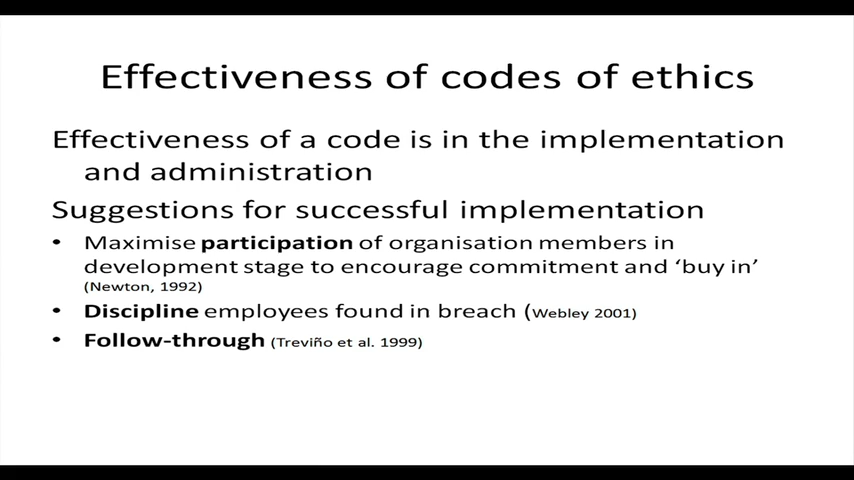 Effectiveness of codes of ethics
Effectiveness of a code is in the implementation
and administration
Suggestions for successful implementation
• Maximise participation of organisation members in
development stage to encourage commitment and ‘buy in’
(Newton, 1992)
• Discipline employees found in breach (Webley 2001)
• Follow-through (Treviño et al. 1999)